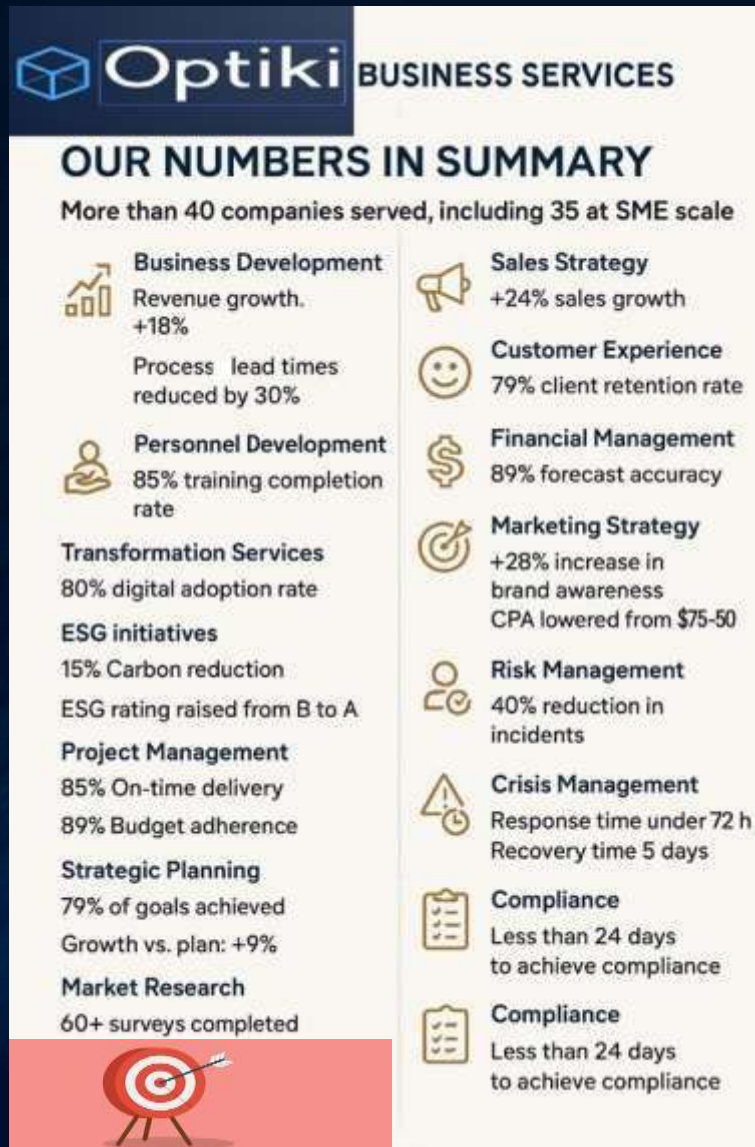 Optiki BUSINESS SERVICES
OUR NUMBERS IN SUMMARY
More than 40 companies served, including 35 at SME scale
Business Development
Revenue growth.
+18%
Process lead times
reduced by 30%
Personnel Development
85% training completion
rate
Transformation Services
80% digital adoption rate
ESG initiatives
15% Carbon reduction
ESG rating raised from B to A
Project Management
85% On-time delivery
89% Budget adherence
Strategic Planning
79% of goals achieved
Growth vs. plan: +9%
Market Research
60+ surveys completed
Sales Strategy
+24% sales growth
Customer Experience
79% client retention rate
Financial Management
89% forecast accuracy
Marketing Strategy
+28% increase in
brand awareness
CPA lowered from $75-50
Risk Management
40% reduction in
incidents
Crisis Management
Response time under 72 h
Recovery time 5 days
Compliance
Less than 24 days
to achieve compliance
Compliance
Less than 24 days
to achieve compliance